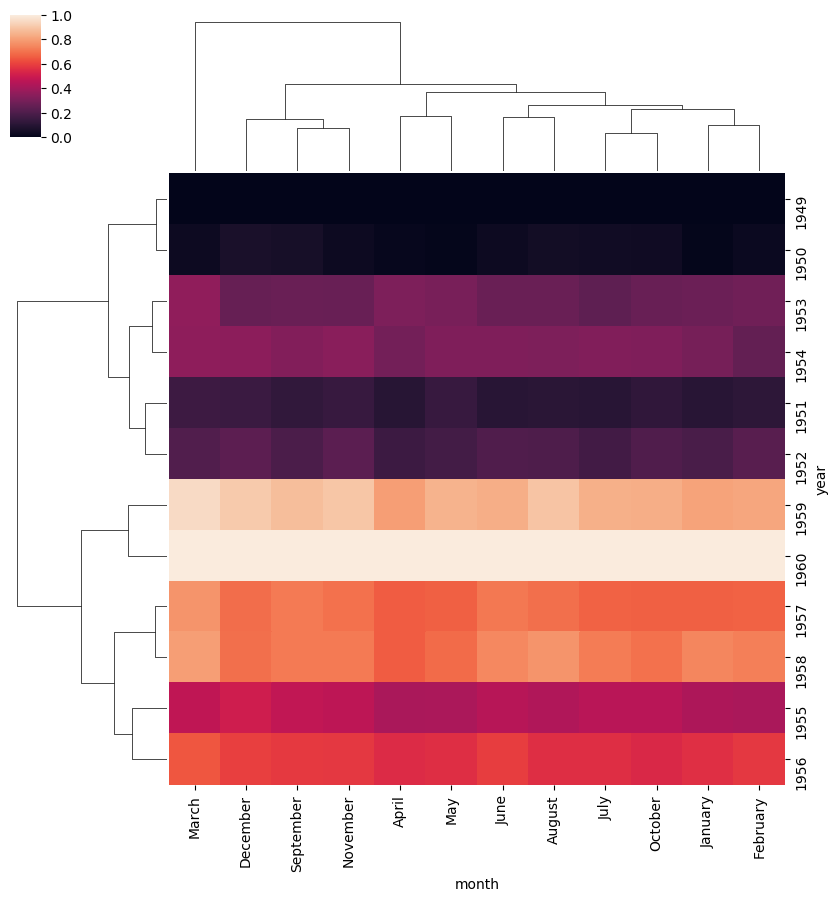 1.0
0.8
0.6
0.4
0.2
0.0
1949
1950
1953
1954
1951
1952
1959
1960
1957
1958
1955
1956
year
March
December
September
November
April
May
June
August
July
October
January
February
month